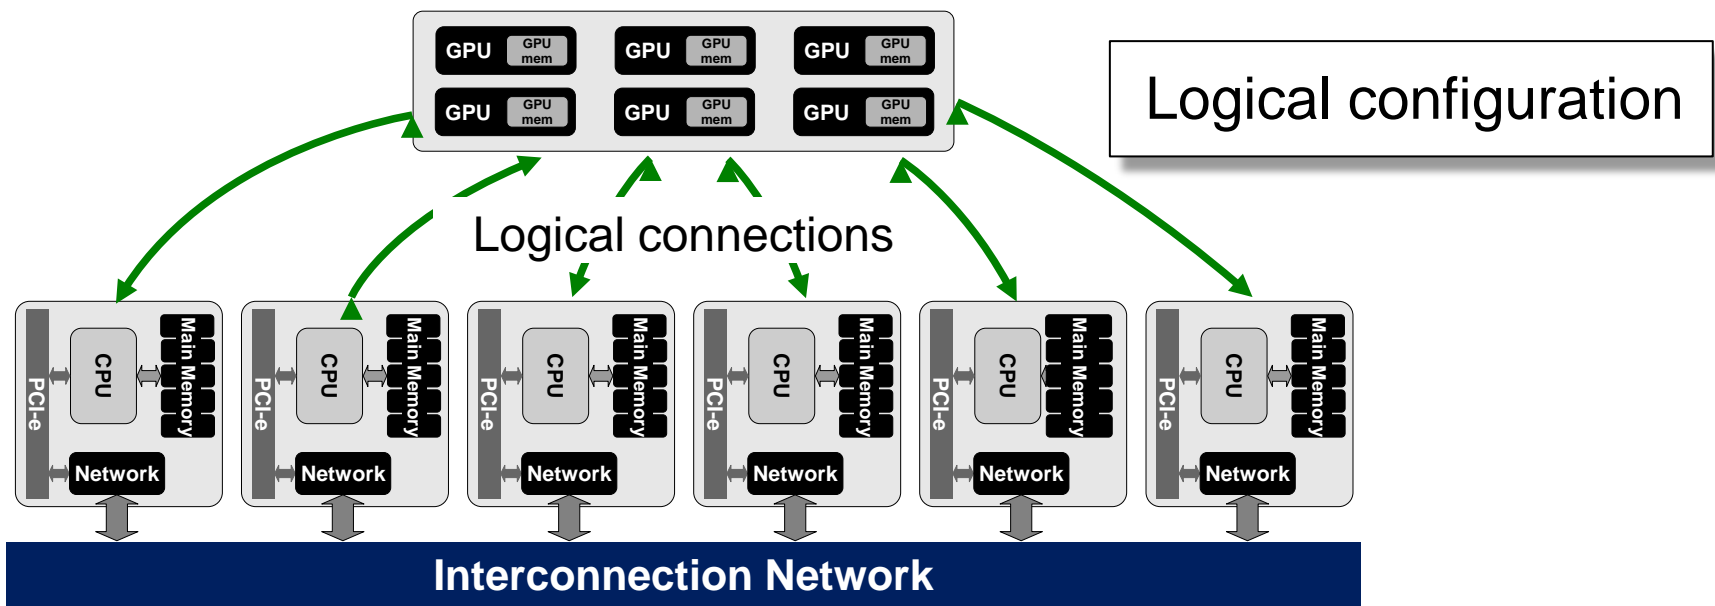 GPU GPU mem GPU GPU mem GPU GPU mem
GPU GPU mem GPU GPU mem GPU GPU mem
Logical configuration
Logical connections
PCI-e CPU Main Memory Network
PCI-e CPU Main Memory Network
PCI-e CPU Main Memory Network
PCI-e CPU Main Memory Network
PCI-e CPU Main Memory Network
PCI-e CPU Main Memory Network
Interconnection Network